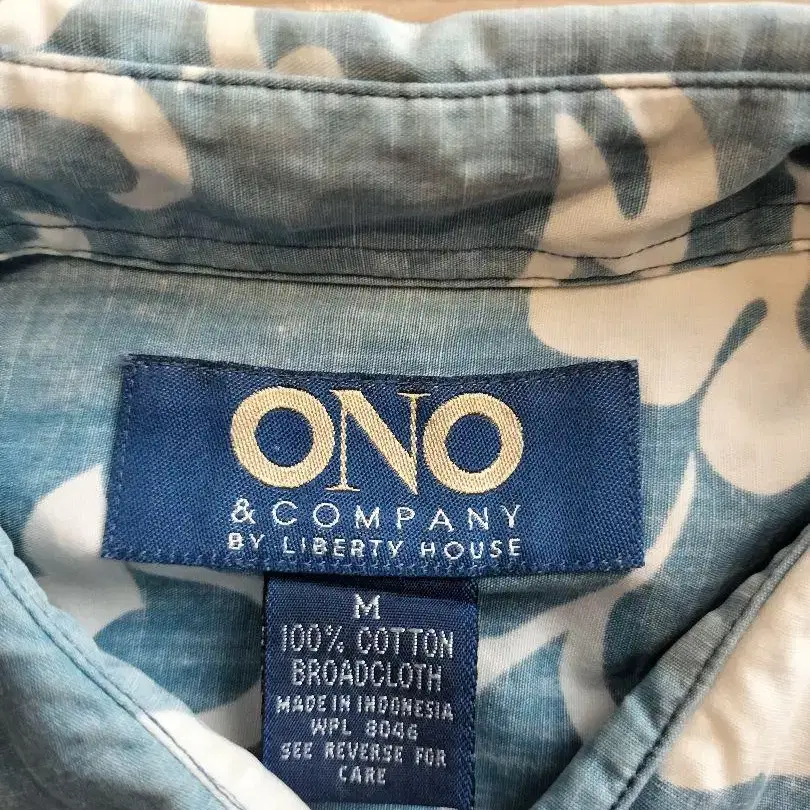 ONO
& COMPANY
BY LIBERTY HOUSE
M
100% COTTON
BROADCLOTH
MADE IN INDONESIA
WPL 8046
SEE REVERSE FOR
CARE